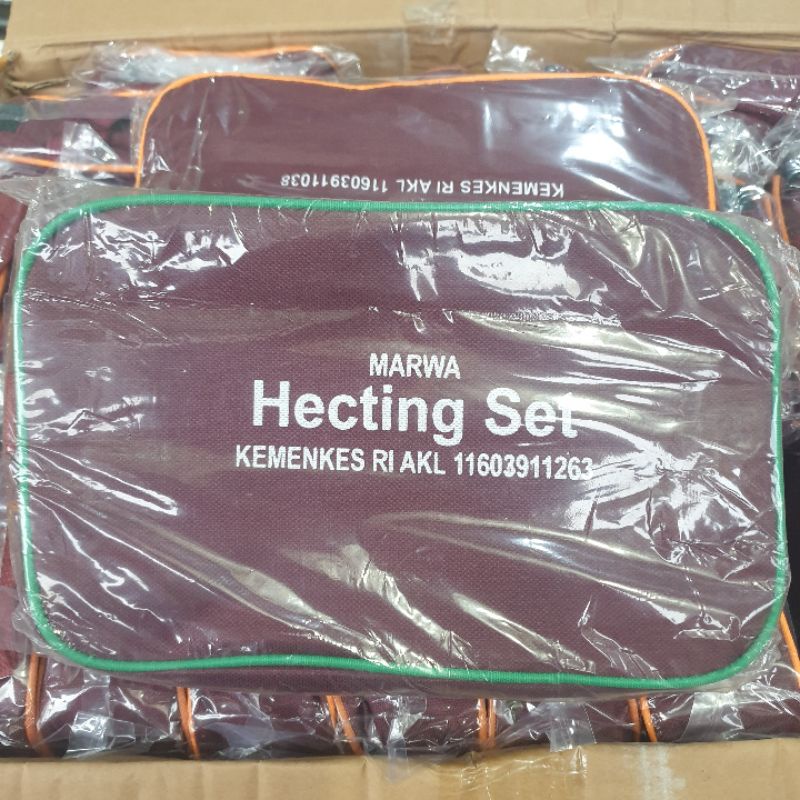 KEMENKES RI AKL 11603911038
MARWA
Hecting Set
KEMENKES RI AKL 11603911263